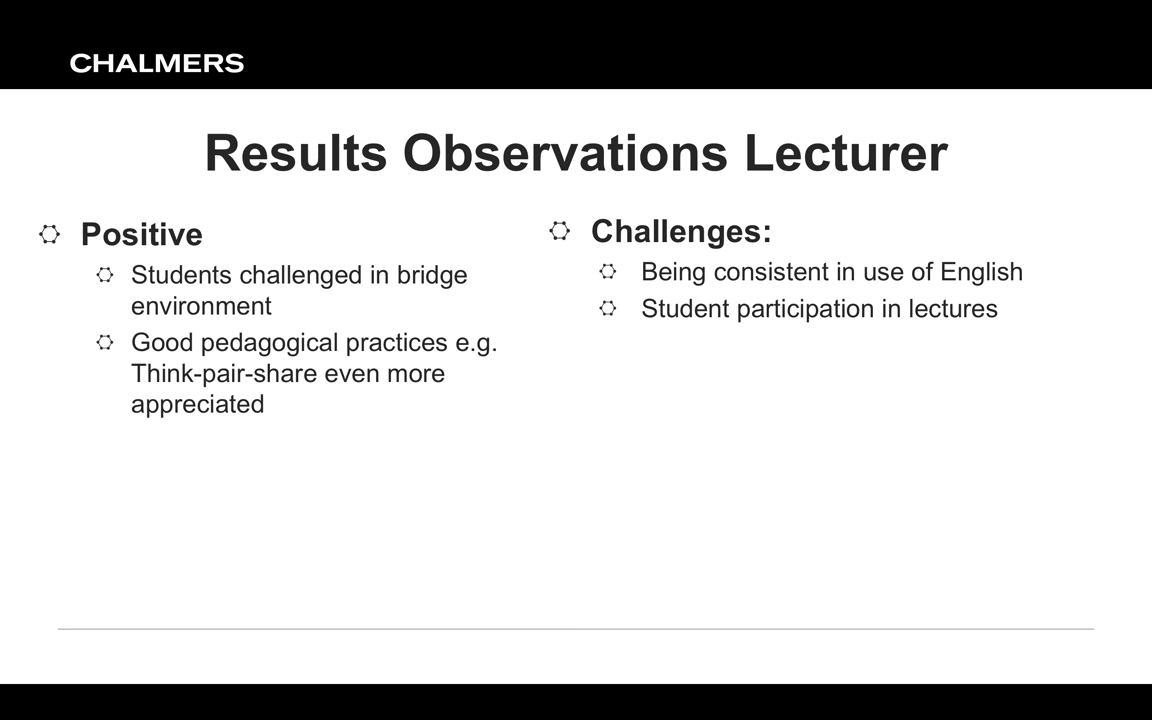 CHALMERS
Results Observations Lecturer
Positive
Students challenged in bridge
environment
Good pedagogical practices e.g.
Think-pair-share even more
appreciated
Challenges:
Being consistent in use of English
Student participation in lectures